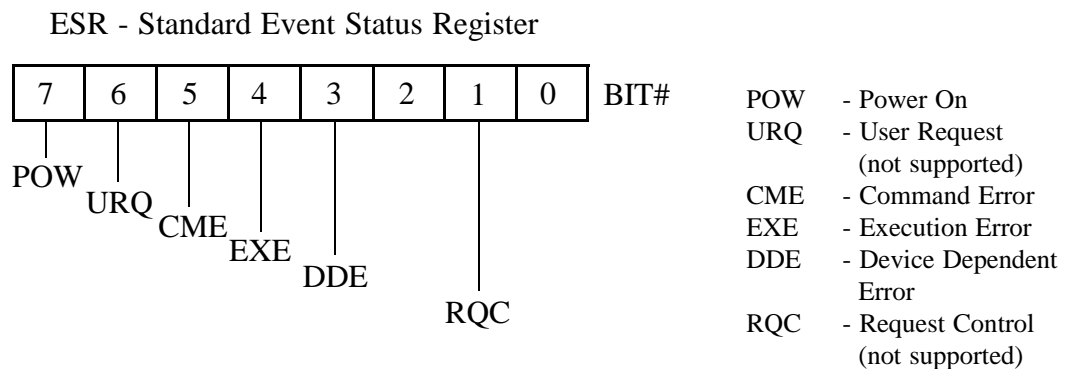 ESR - Standard Event Status Register
7 6 5 4 3 2 1 0 BIT#
POW
URQ
CME
EXE
DDE
RQC
POW - Power On
URQ - User Request
(not supported)
CME - Command Error
EXE - Execution Error
DDE - Device Dependent
Error
RQC - Request Control
(not supported)